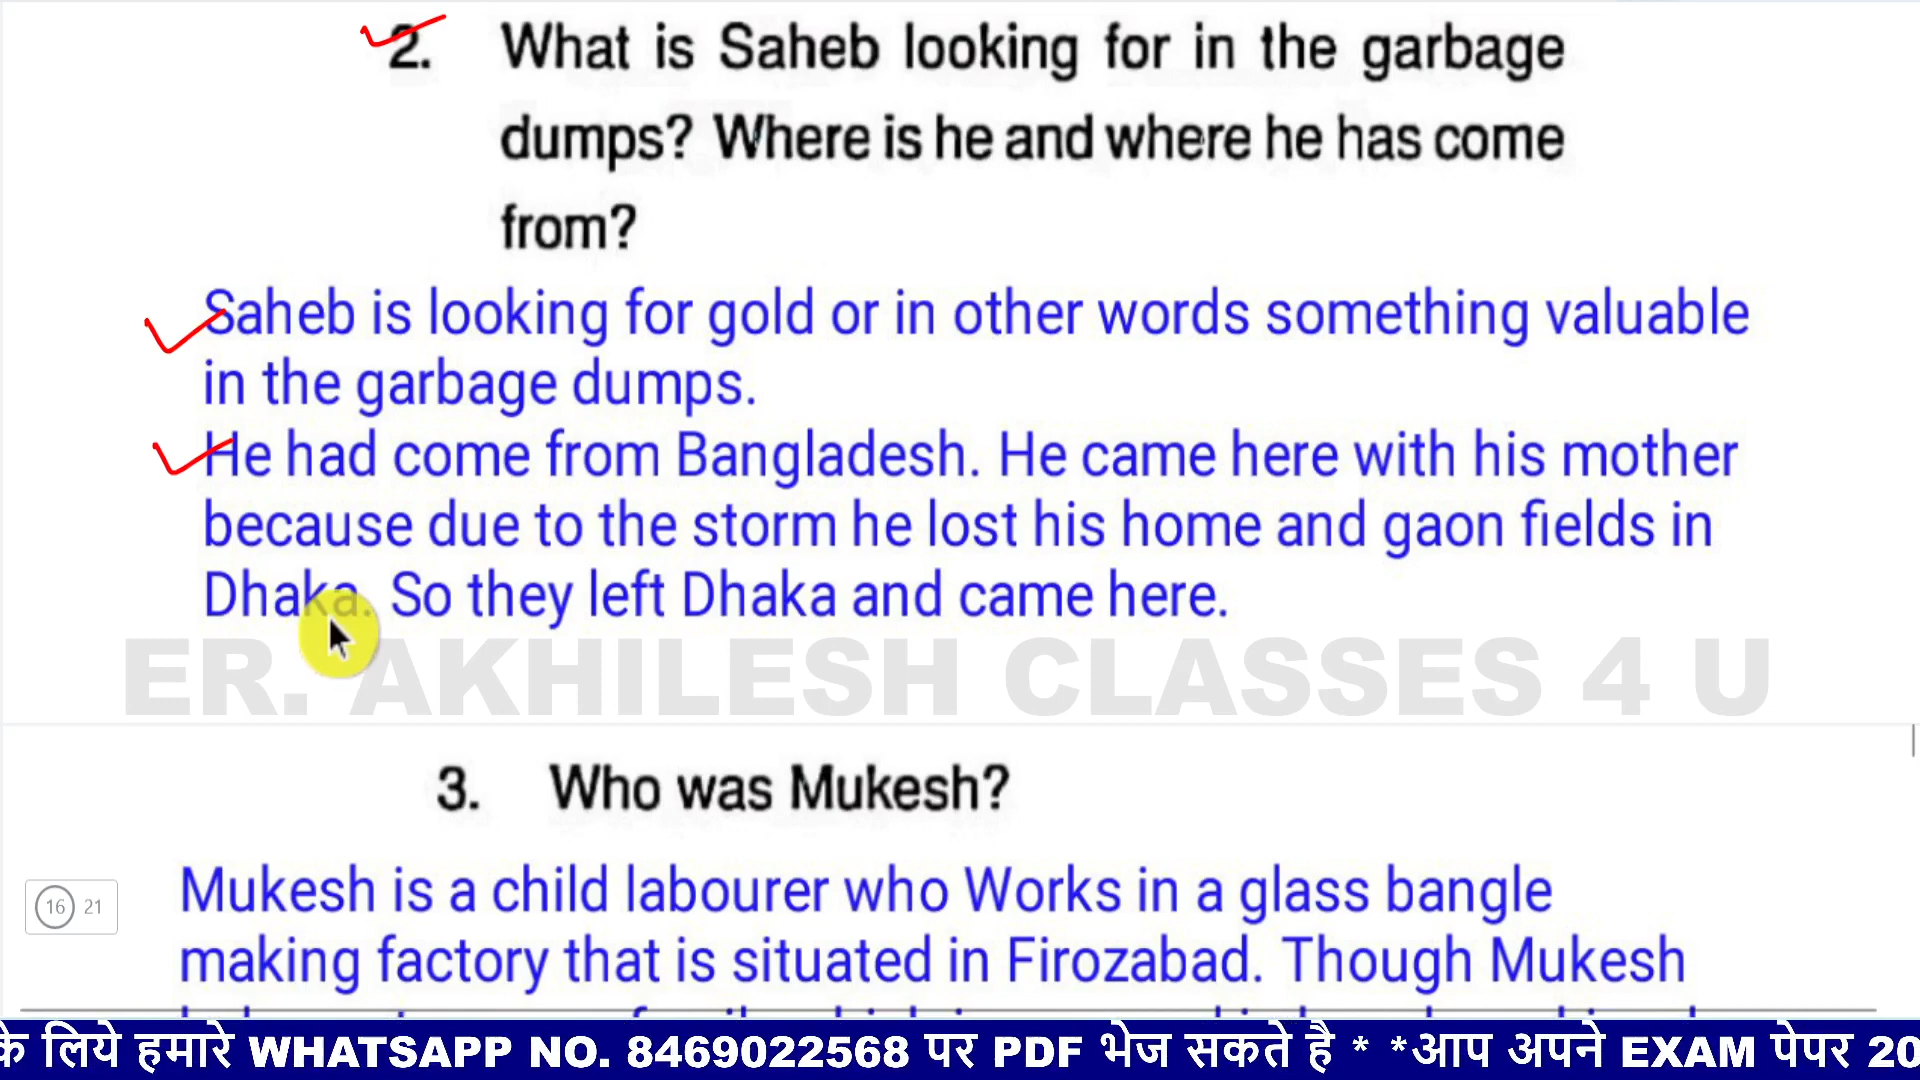 2. What is Saheb looking for in the garbage
dumps? Where is he and where he has come
from?
Saheb is looking for gold or in other words something valuable
in the garbage dumps.
He had come from Bangladesh. He came here with his mother
because due to the storm he lost his home and gaon fields in
Dhaka. So they left Dhaka and came here.
ER. AKHILESH CLASSES 4 U
3. Who was Mukesh?
Mukesh is a child labourer who Works in a glass bangle
16 21
making factory that is situated in Firozabad. Though Mukesh
के लिये हमारे WHATSAPP NO. 8469022568 पर PDF भेज सकते है * *आप अपने EXAM पेपर 20